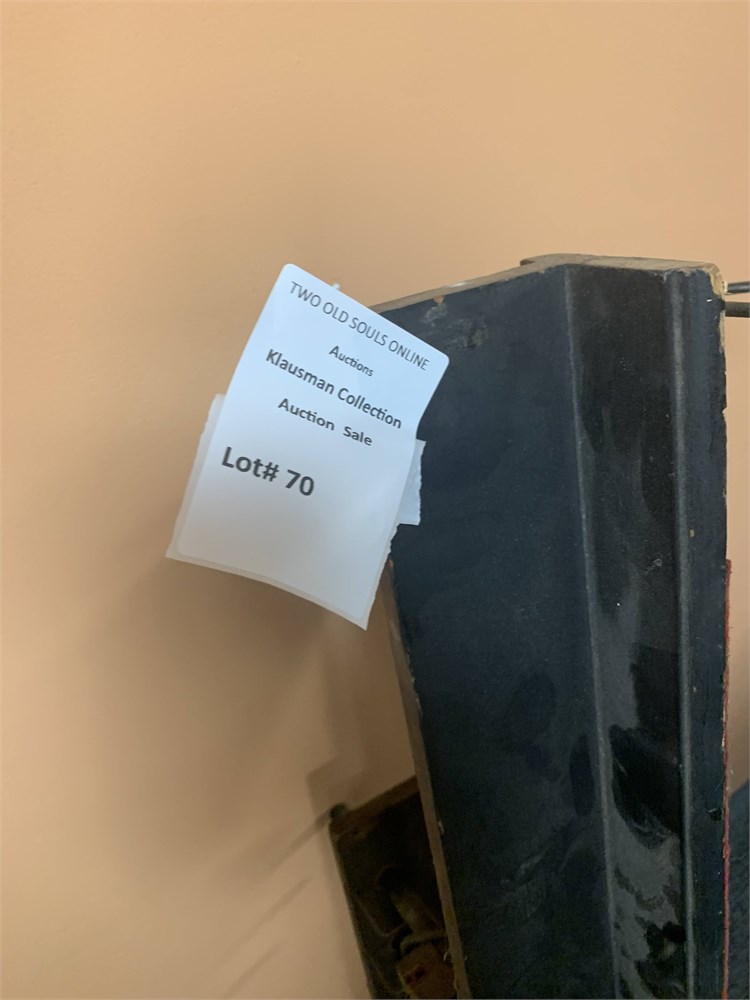 TWO OLD SOULS ONLINE
Auctions
Klausman Collection
Auction Sale
Lot# 70